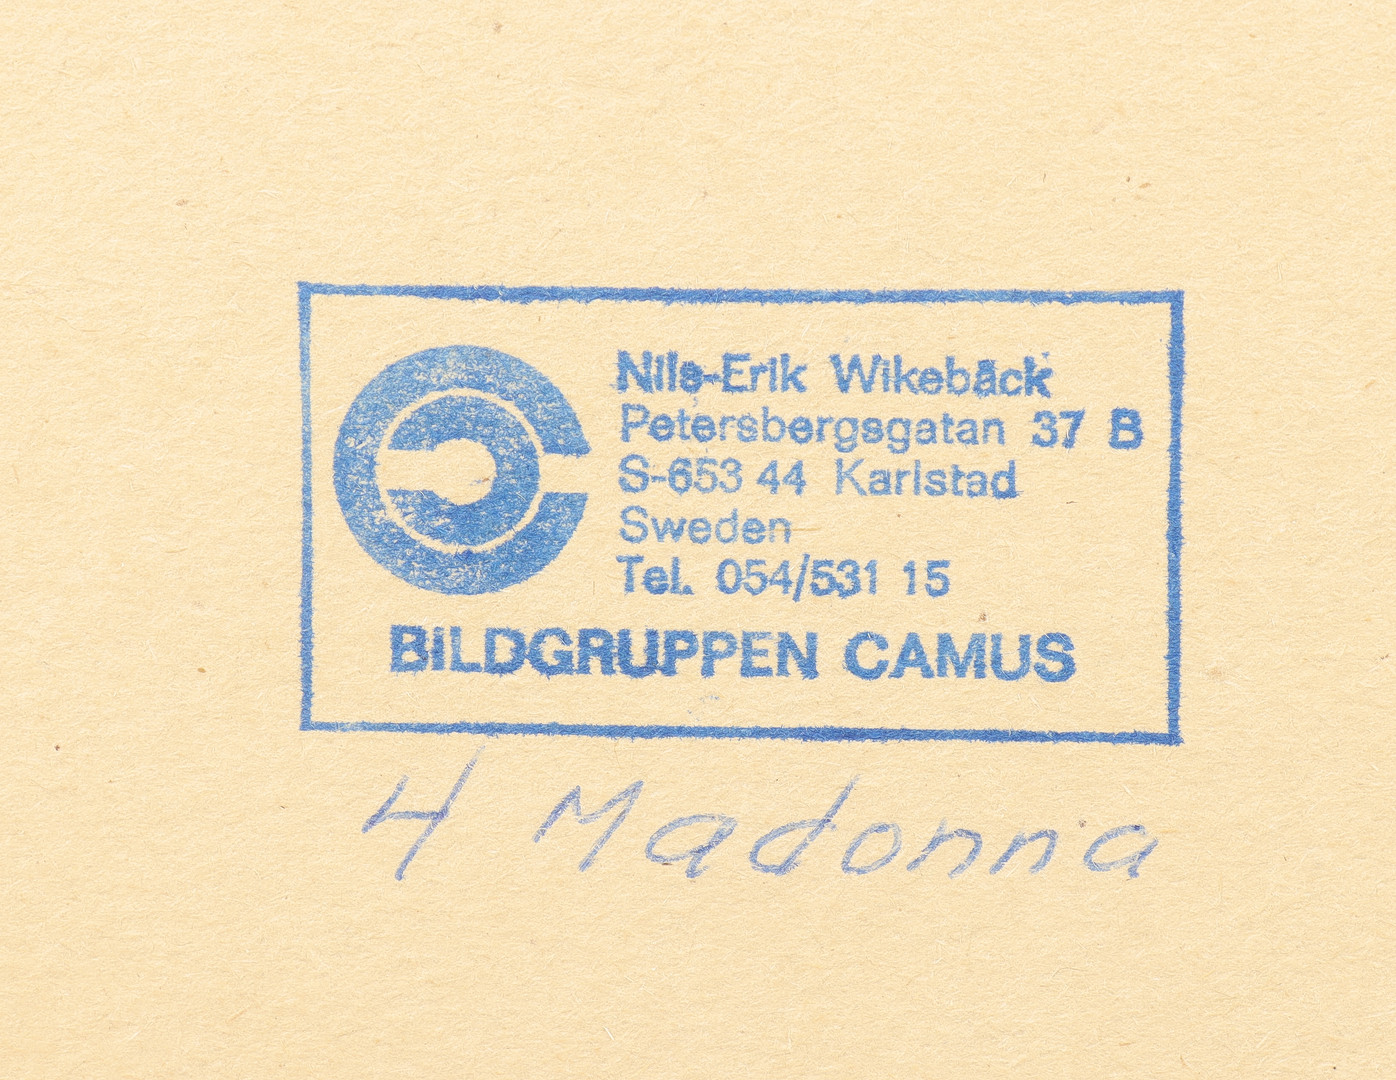 Nils-Erik Wikebäck
Petersbergsgatan 37 B
S-653 44 Karlstad
Sweden
Tel. 054/531 15
BILDGRUPPEN CAMUS
4 Madonna